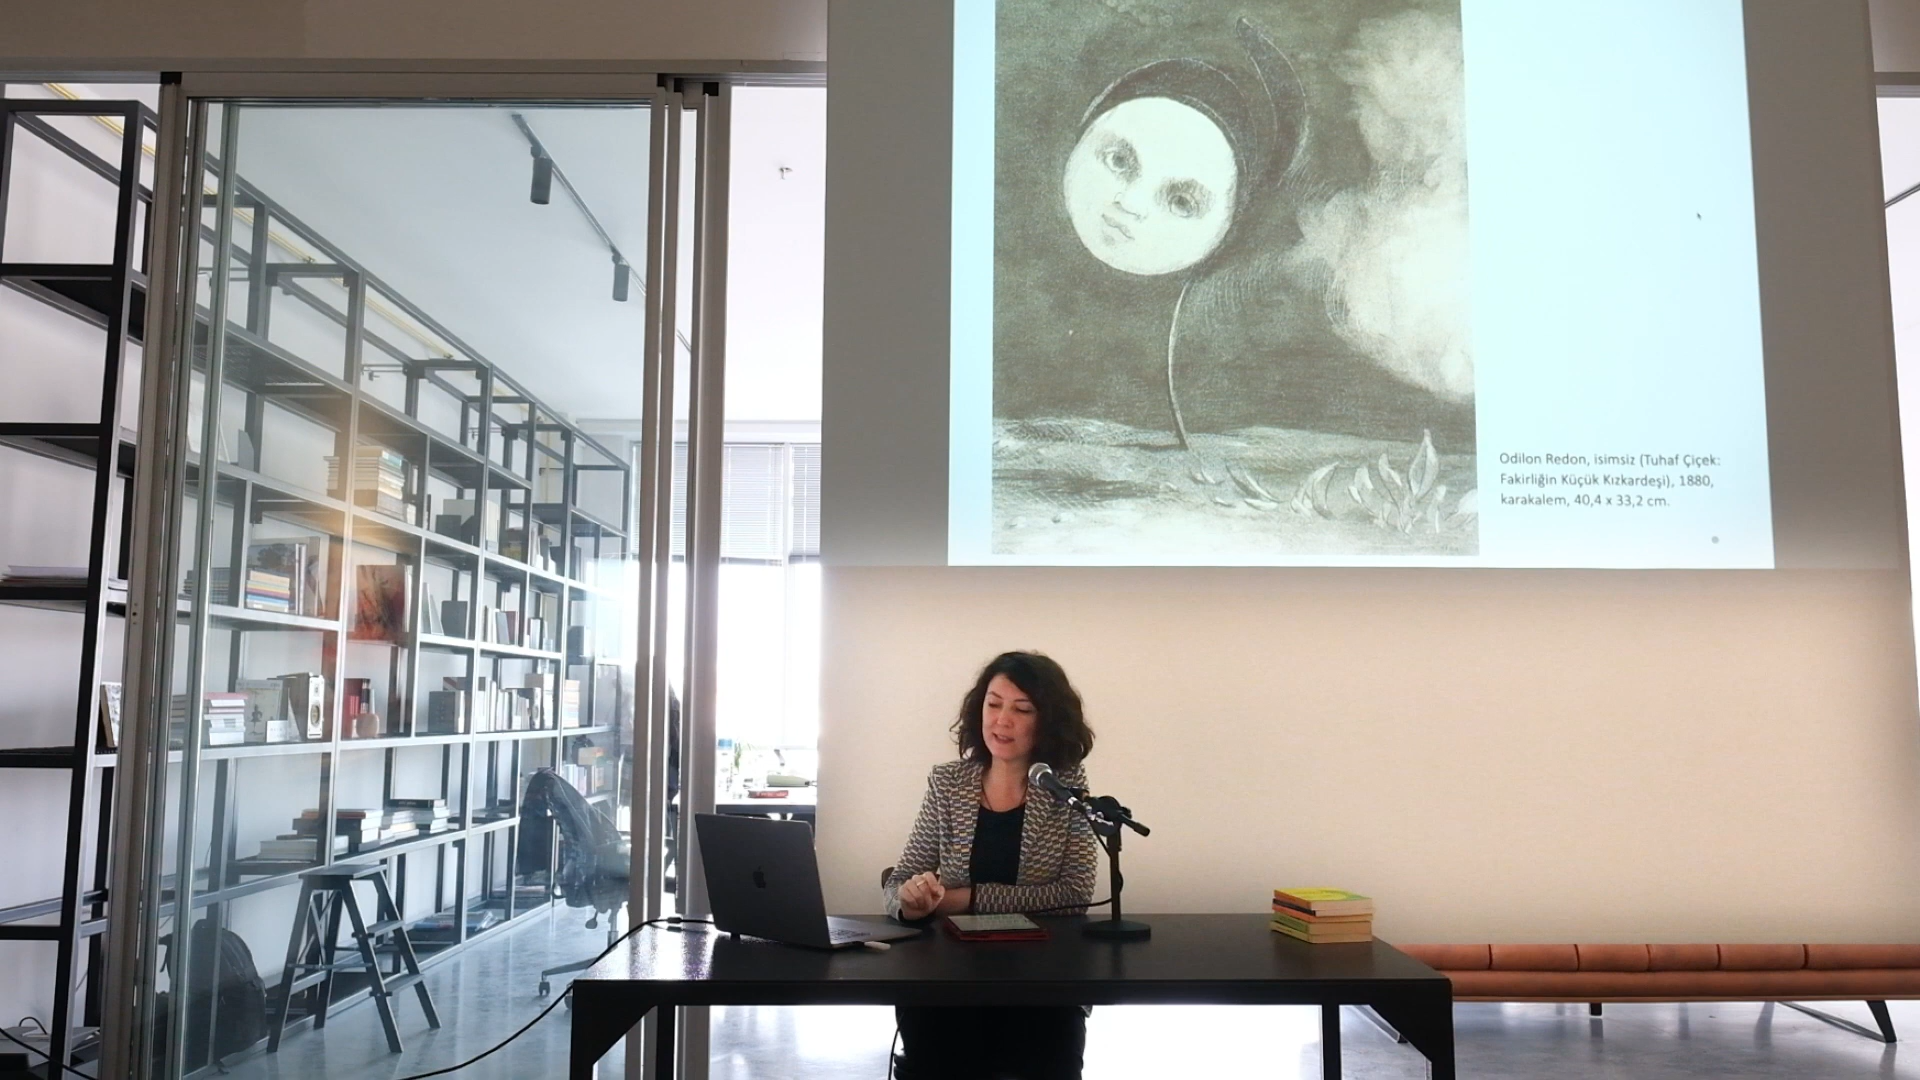 Odilon Redon, isimsiz (Tuhaf Çiçek:
Fakirliğin Küçük Kızkardeşi), 1880,
karakalem, 40,4 x 33,2 cm.